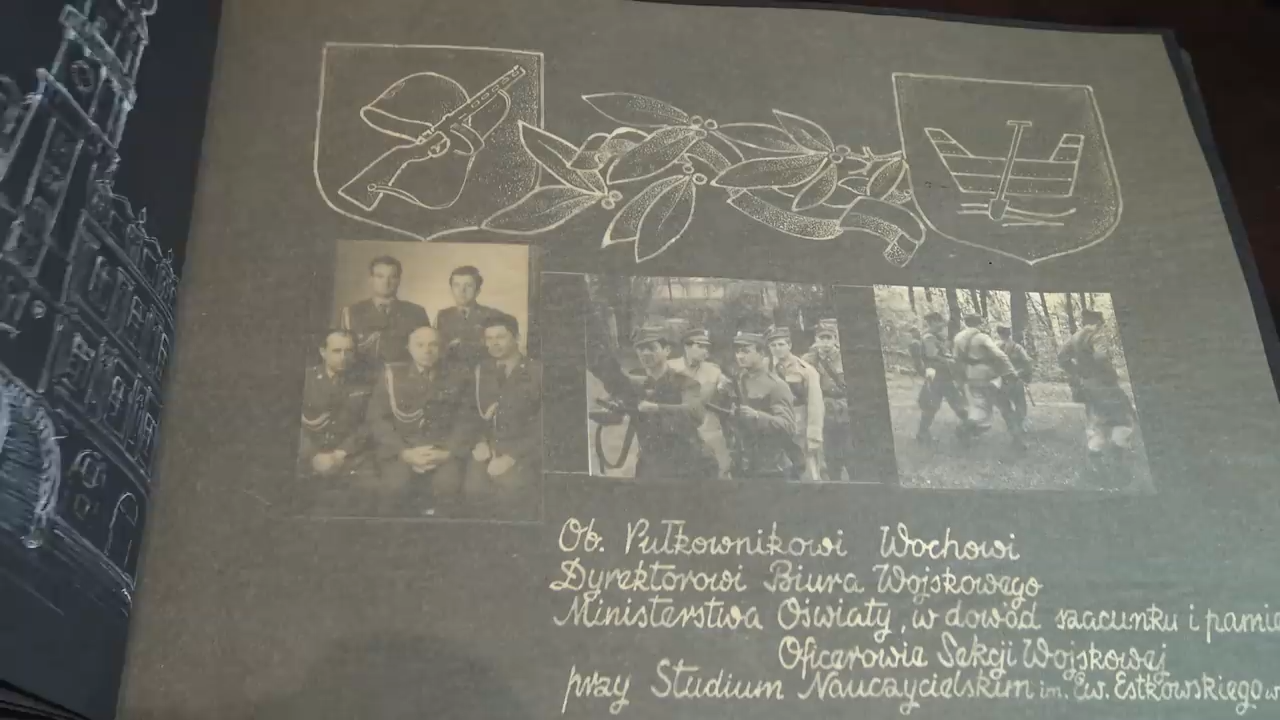 Ob. Pułkownikowi Wochowi
Dyrektorowi Biura Wojskowego
Ministerstwa Oświaty, w dowód szacunku i pamię
Oficerowie Sekcji Wojskowej
przy Studium Nauczycielskim im. Ew. Estkowskiego w